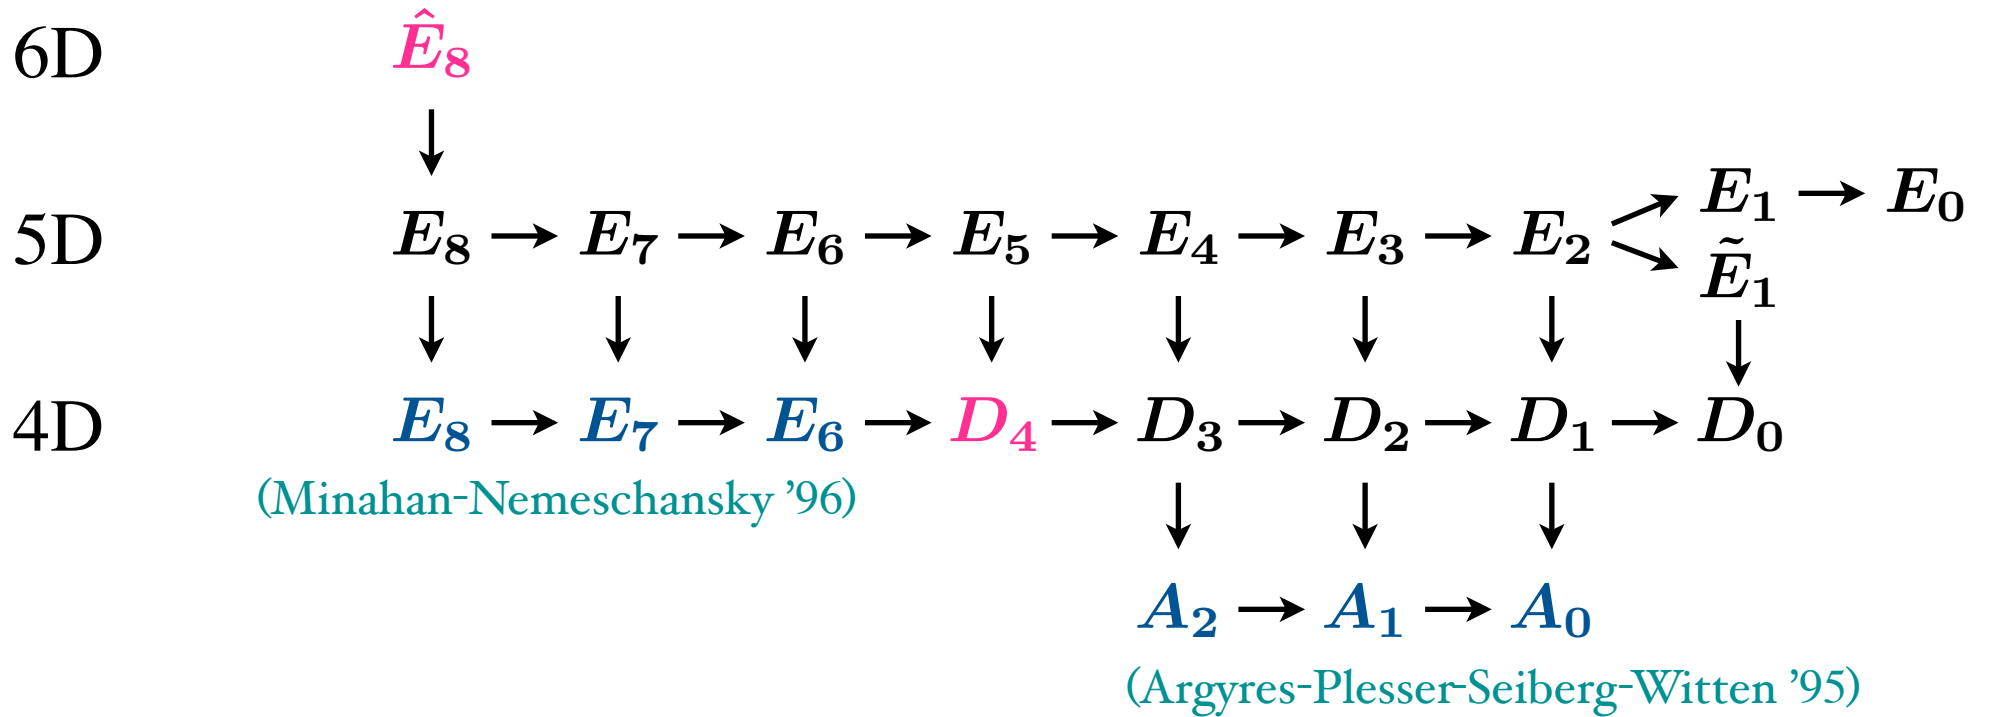 6D Ê₈
E₁ → E₀
5D E₈ → E₇ → E₆ → E₅ → E₄ → E₃ → E₂
Ẽ₁
4D E₈ → E₇ → E₆ → D₄ → D₃ → D₂ → D₁ → D₀
(Minahan-Nemeschansky ’96)
A₂ → A₁ → A₀
(Argyres-Plesser-Seiberg-Witten ’95)